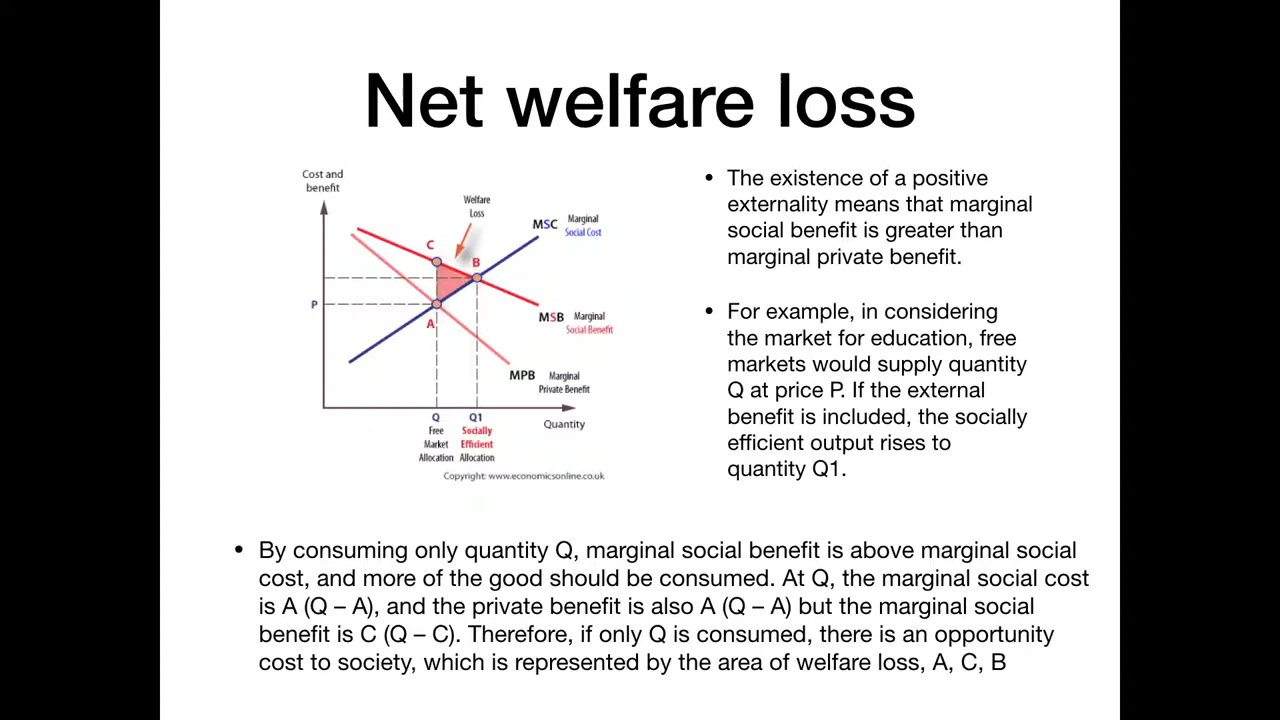 Net welfare loss
Cost and
benefit
Welfare
Loss
MSC Marginal
Social Cost
C
B
P
A
MSB Marginal
Social Benefit
MPB Marginal
Private Benefit
Q Q1
Quantity
Free Socially
Market Efficient
Allocation Allocation
Copyright: www.economicsonline.co.uk
• The existence of a positive
externality means that marginal
social benefit is greater than
marginal private benefit.
• For example, in considering
the market for education, free
markets would supply quantity
Q at price P. If the external
benefit is included, the socially
efficient output rises to
quantity Q1.
• By consuming only quantity Q, marginal social benefit is above marginal social
cost, and more of the good should be consumed. At Q, the marginal social cost
is A (Q – A), and the private benefit is also A (Q – A) but the marginal social
benefit is C (Q – C). Therefore, if only Q is consumed, there is an opportunity
cost to society, which is represented by the area of welfare loss, A, C, B